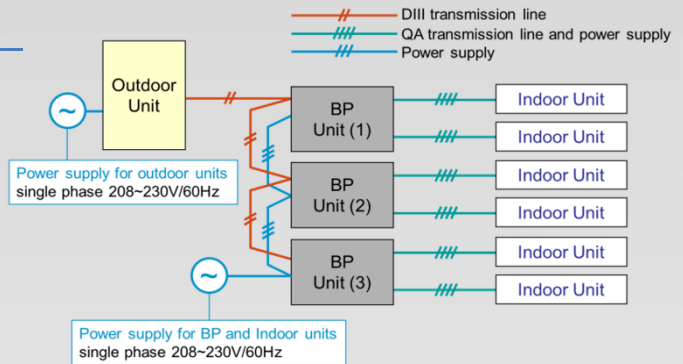 DIII transmission line
QA transmission line and power supply
Power supply
Outdoor
Unit
~
Power supply for outdoor units
single phase 208~230V/60Hz
BP
Unit (1)
BP
Unit (2)
BP
Unit (3)
Indoor Unit
Indoor Unit
Indoor Unit
Indoor Unit
Indoor Unit
Indoor Unit
~
Power supply for BP and Indoor units
single phase 208~230V/60Hz